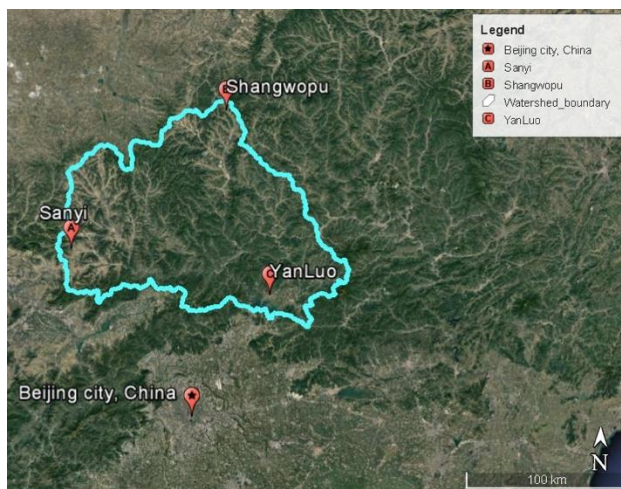 Legend
Beijing city, China
A Sanyi
B Shangwopu
Watershed_boundary
C YanLuo
Shangwopu
Sanyi
A
YanLuo
C
Beijing city, China
N
100 km